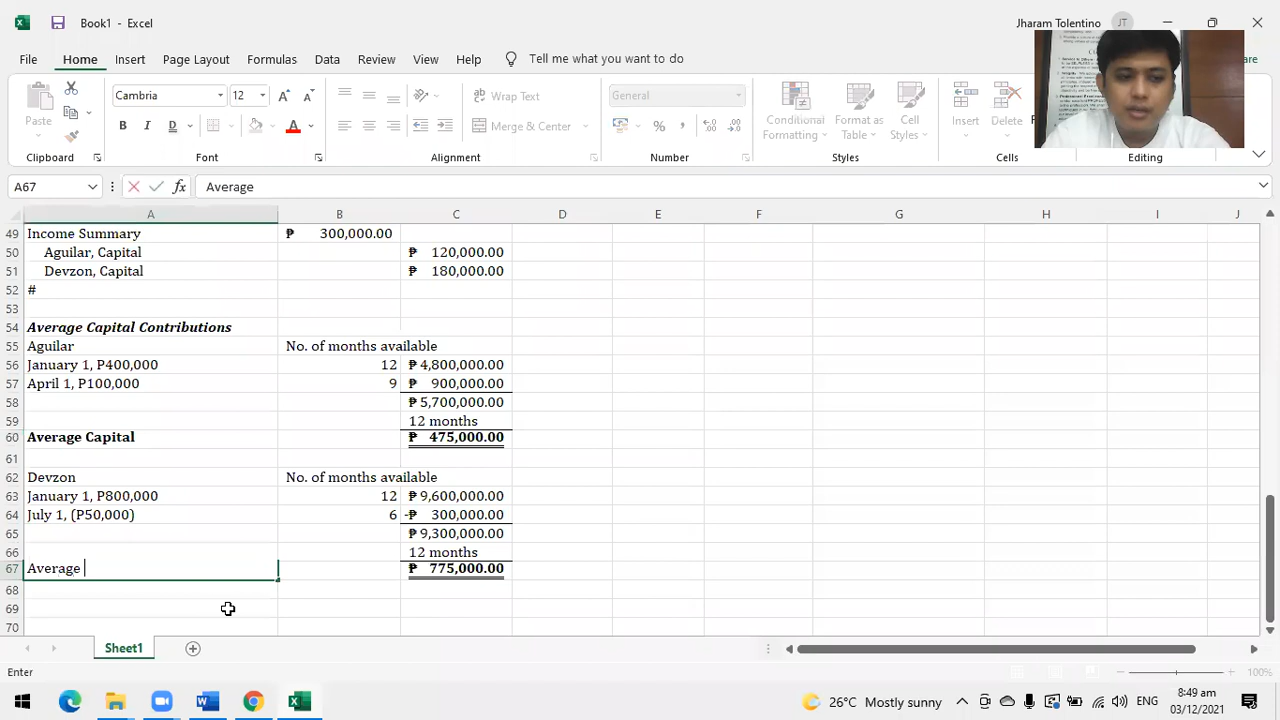 Book1 - Excel
Jharam Tolentino JT
File Home Insert Page Layout Formulas Data Review View Help Tell me what you want to do
Paste
Cambria 12
Wrap Text
Merge & Center
General
Conditional Formatting
Format as Table
Cell Styles
Insert
Delete
Clipboard Font Alignment Number Styles Cells Editing
A67 fx Average
A B C D E F G H I J
49 Income Summary ₱ 300,000.00
50 Aguilar, Capital ₱ 120,000.00
51 Devzon, Capital ₱ 180,000.00
52 #
53
54 Average Capital Contributions
55 Aguilar No. of months available
56 January 1, P400,000 12 ₱ 4,800,000.00
57 April 1, P100,000 9 ₱ 900,000.00
58 ₱ 5,700,000.00
59 12 months
60 Average Capital ₱ 475,000.00
61
62 Devzon No. of months available
63 January 1, P800,000 12 ₱ 9,600,000.00
64 July 1, (P50,000) 6 -₱ 300,000.00
65 ₱ 9,300,000.00
66 12 months
67 Average ₱ 775,000.00
68
69
70
Sheet1
Enter 100%
26°C Mostly sunny ENG 8:49 am
03/12/2021